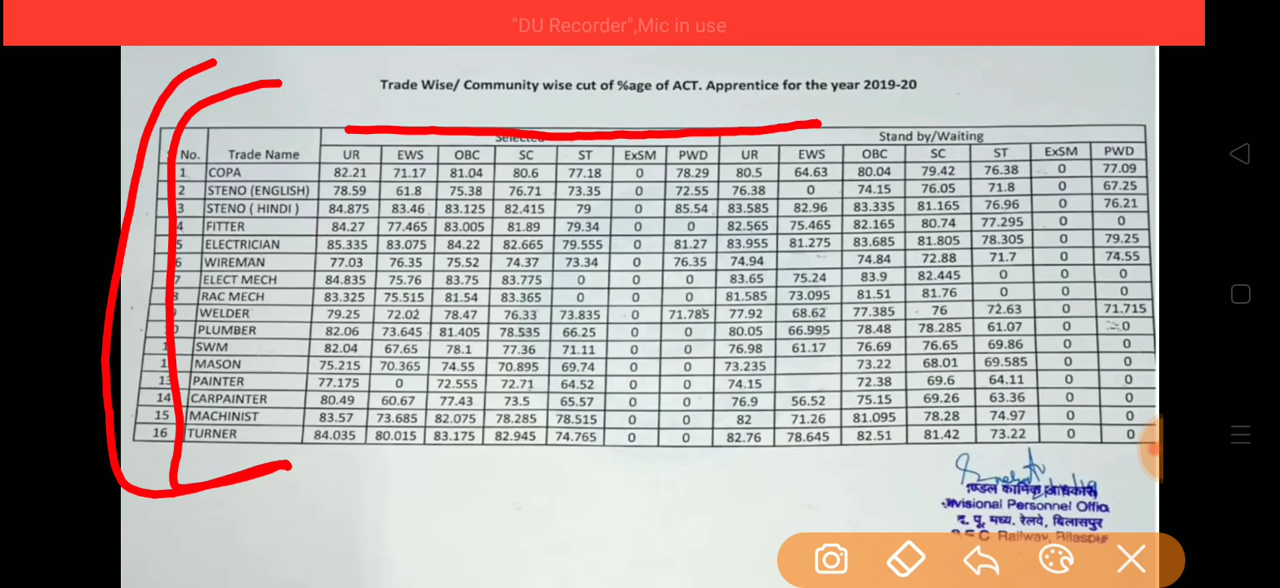 "DU Recorder",Mic in use
Trade Wise/ Community wise cut of %age of ACT. Apprentice for the year 2019-20
Selected Stand by/Waiting
No. Trade Name UR EWS OBC SC ST ExSM PWD UR EWS OBC SC ST ExSM PWD
1 COPA 82.21 71.17 81.04 80.6 77.18 0 78.29 80.5 64.63 80.04 79.42 76.38 0 77.09
2 STENO (ENGLISH) 78.59 61.8 75.38 76.71 73.35 0 72.55 76.38 0 74.15 76.05 71.8 0 67.25
3 STENO ( HINDI ) 84.875 83.46 83.125 82.415 79 0 85.54 83.585 82.96 83.335 81.165 76.96 0 76.21
4 FITTER 84.27 77.465 83.005 81.89 79.34 0 0 82.565 75.465 82.165 80.74 77.295 0 0
5 ELECTRICIAN 85.335 83.075 84.22 82.665 79.555 0 81.27 83.955 81.275 83.685 81.805 78.305 0 79.25
6 WIREMAN 77.03 76.35 75.52 74.37 73.34 0 76.35 74.94 74.84 72.88 71.7 0 74.55
7 ELECT MECH 84.835 75.76 83.75 83.775 0 0 0 83.65 75.24 83.9 82.445 0 0 0
8 RAC MECH 83.325 75.515 81.54 83.365 0 0 0 81.585 73.095 81.51 81.76 0 0 0
WELDER 79.25 72.02 78.47 76.33 73.835 0 71.785 77.92 68.62 77.385 76 72.63 0 71.715
PLUMBER 82.06 73.645 81.405 78.535 66.25 0 0 80.05 66.995 78.48 78.285 61.07 0 0
SWM 82.04 67.65 78.1 77.36 71.11 0 0 76.98 61.17 76.69 76.65 69.86 0 0
MASON 75.215 70.365 74.55 70.895 69.74 0 0 73.235 73.22 68.01 69.585 0 0
13 PAINTER 77.175 0 72.555 72.71 64.52 0 0 74.15 72.38 69.6 64.11 0 0
14 CARPAINTER 80.49 60.67 77.43 73.5 65.57 0 0 76.9 56.52 75.15 69.26 63.36 0 0
15 MACHINIST 83.57 73.685 82.075 78.285 78.515 0 0 82 71.26 81.095 78.28 74.97 0 0
16 TURNER 84.035 80.015 83.175 82.945 74.765 0 0 82.76 78.645 82.51 81.42 73.22 0 0
मण्डल कार्मिक अधिकारी
visional Personnel Offic
द. पू. मध्य. रेलवे, बिलासपुर
Railway, Bilaspur